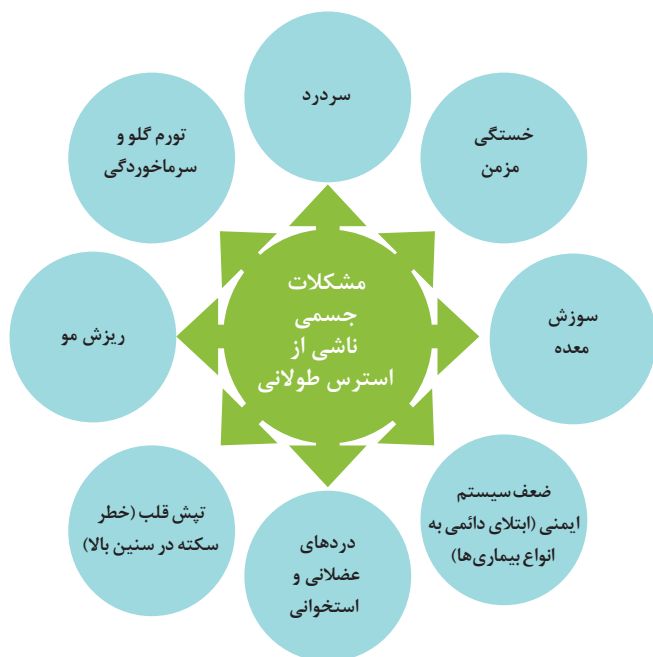 مشکلات
جسمی
ناشی از
استرس طولانی
سردرد
خستگی
مزمن
سوزش
معده
ضعف سیستم
ایمنی (ابتلای دائمی به
انواع بیماری‌ها)
دردهای
عضلانی و
استخوانی
تپش قلب (خطر
سکته در سنین بالا)
ریزش مو
تورم گلو و
سرماخوردگی